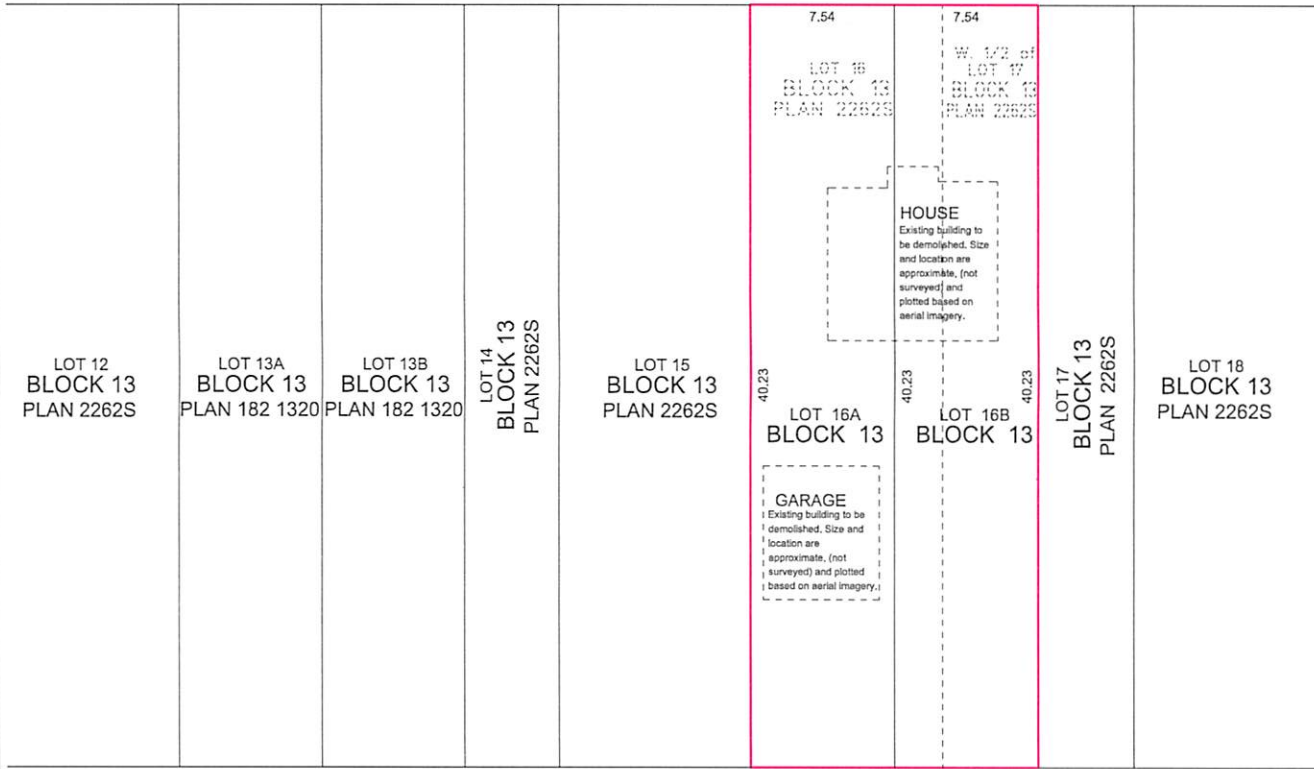 7.54
7.54
LOT 16
BLOCK 13
PLAN 2262S
W. 1/2 of
LOT 17
BLOCK 13
PLAN 2262S
HOUSE
Existing building to
be demolished. Size
and location are
approximate, (not
surveyed) and
plotted based on
aerial imagery.
LOT 12
BLOCK 13
PLAN 2262S
LOT 13A
BLOCK 13
PLAN 182 1320
LOT 13B
BLOCK 13
PLAN 182 1320
LOT 14
BLOCK 13
PLAN 2262S
LOT 15
BLOCK 13
PLAN 2262S
40.23
40.23
40.23
LOT 16A
BLOCK 13
LOT 16B
BLOCK 13
LOT 17
BLOCK 13
PLAN 2262S
LOT 18
BLOCK 13
PLAN 2262S
GARAGE
Existing building to be
demolished. Size and
location are
approximate, (not
surveyed) and plotted
based on aerial imagery.